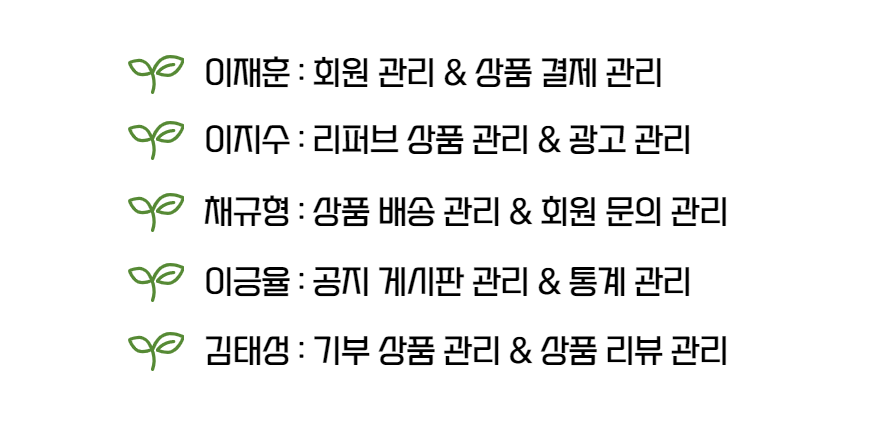 이재훈 : 회원 관리 & 상품 결제 관리
이지수 : 리퍼브 상품 관리 & 광고 관리
채규형 : 상품 배송 관리 & 회원 문의 관리
이긍율 : 공지 게시판 관리 & 통계 관리
김태성 : 기부 상품 관리 & 상품 리뷰 관리